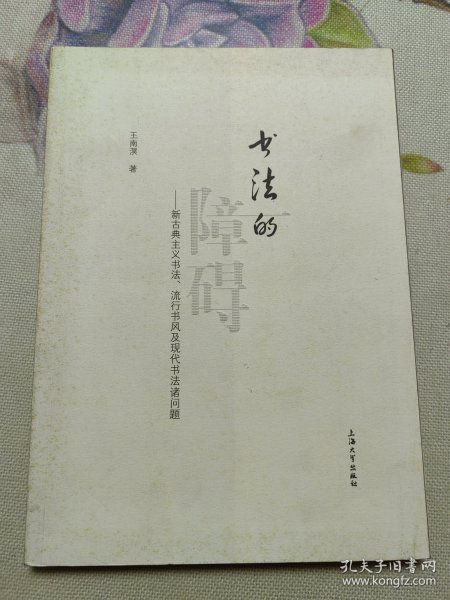 书法的
障碍
——新古典主义书法、流行书风及现代书法诸问题
王南溟 著
上海大学出版社
孔夫子旧书网
www.kongfz.com